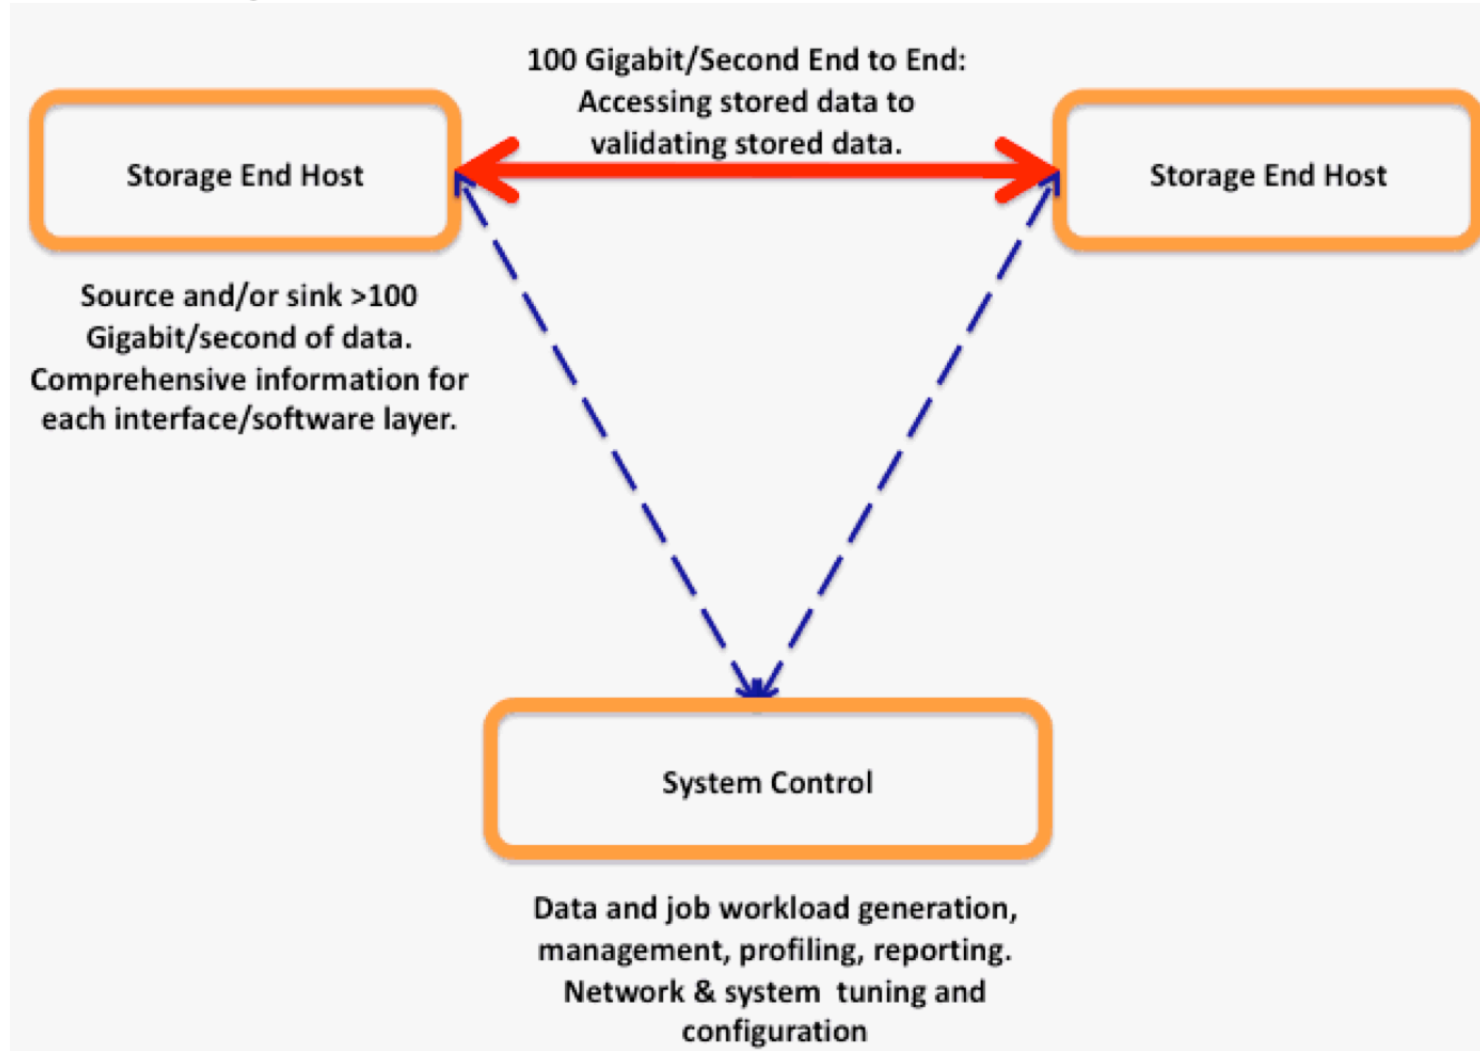 100 Gigabit/Second End to End:
Accessing stored data to
validating stored data.
Storage End Host
Storage End Host
Source and/or sink >100
Gigabit/second of data.
Comprehensive information for
each interface/software layer.
System Control
Data and job workload generation,
management, profiling, reporting.
Network & system tuning and
configuration